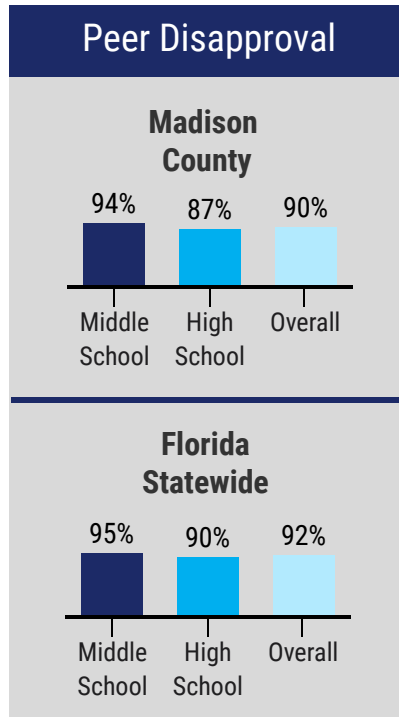 Peer Disapproval
Madison
County
94% 87% 90%
Middle High Overall
School School
Florida
Statewide
95% 90% 92%
Middle High Overall
School School